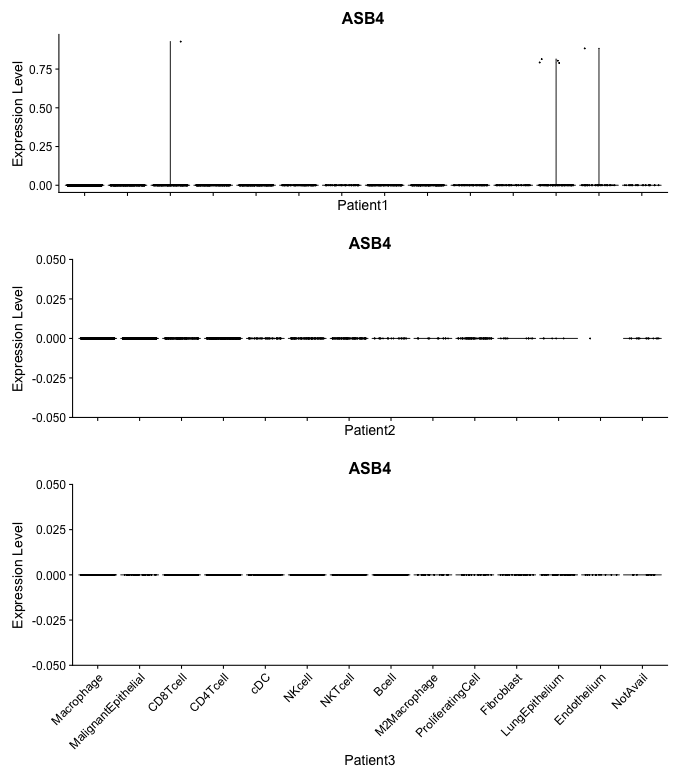 ASB4
Expression Level
0.75
0.50
0.25
0.00
Patient1
ASB4
Expression Level
0.050
0.025
0.000
-0.025
-0.050
Patient2
ASB4
Expression Level
0.050
0.025
0.000
-0.025
-0.050
Macrophage
MalignantEpithelial
CD8Tcell
CD4Tcell
cDC
NKcell
NKTcell
Bcell
M2Macrophage
ProliferatingCell
Fibroblast
LungEpithelium
Endothelium
NotAvail
Patient3